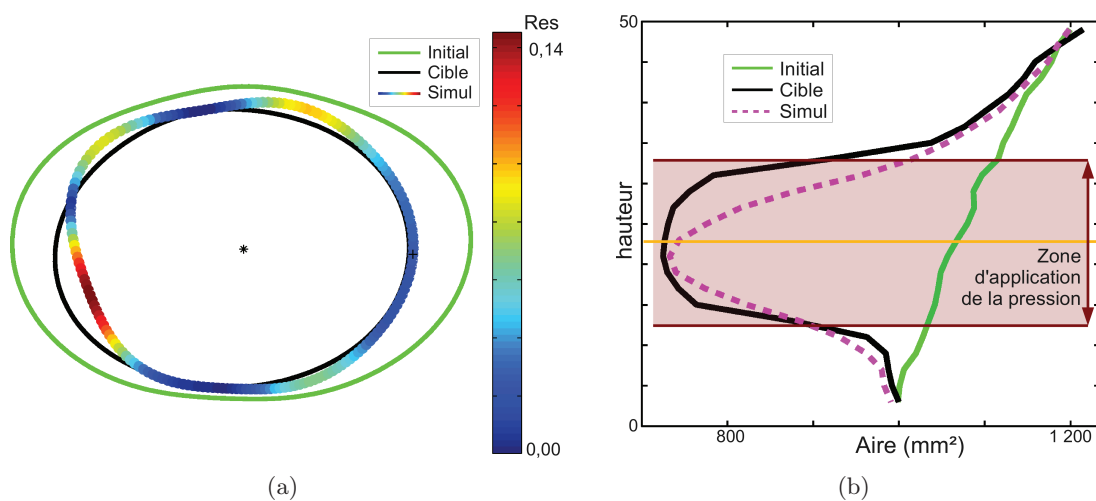 Res
0,14
Initial
Cible
Simul
0,00
(a)
50
Initial
Cible
Simul
hauteur
Zone
d'application
de la pression
0
800
1 200
Aire (mm²)
(b)